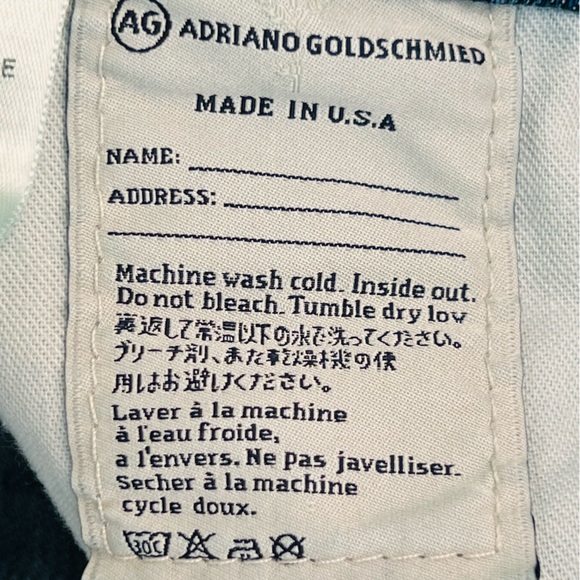 E
AG ADRIANO GOLDSCHMIED
MADE IN U.S.A
NAME:
ADDRESS:
Machine wash cold. Inside out.
Do not bleach. Tumble dry low
裏返して常温以下の水で洗ってください。
ブリーチ剤、また乾燥機の使
用はお避けください。
Laver à la machine
à l'eau froide,
a l'envers. Ne pas javelliser.
Secher à la machine
cycle doux.
30C